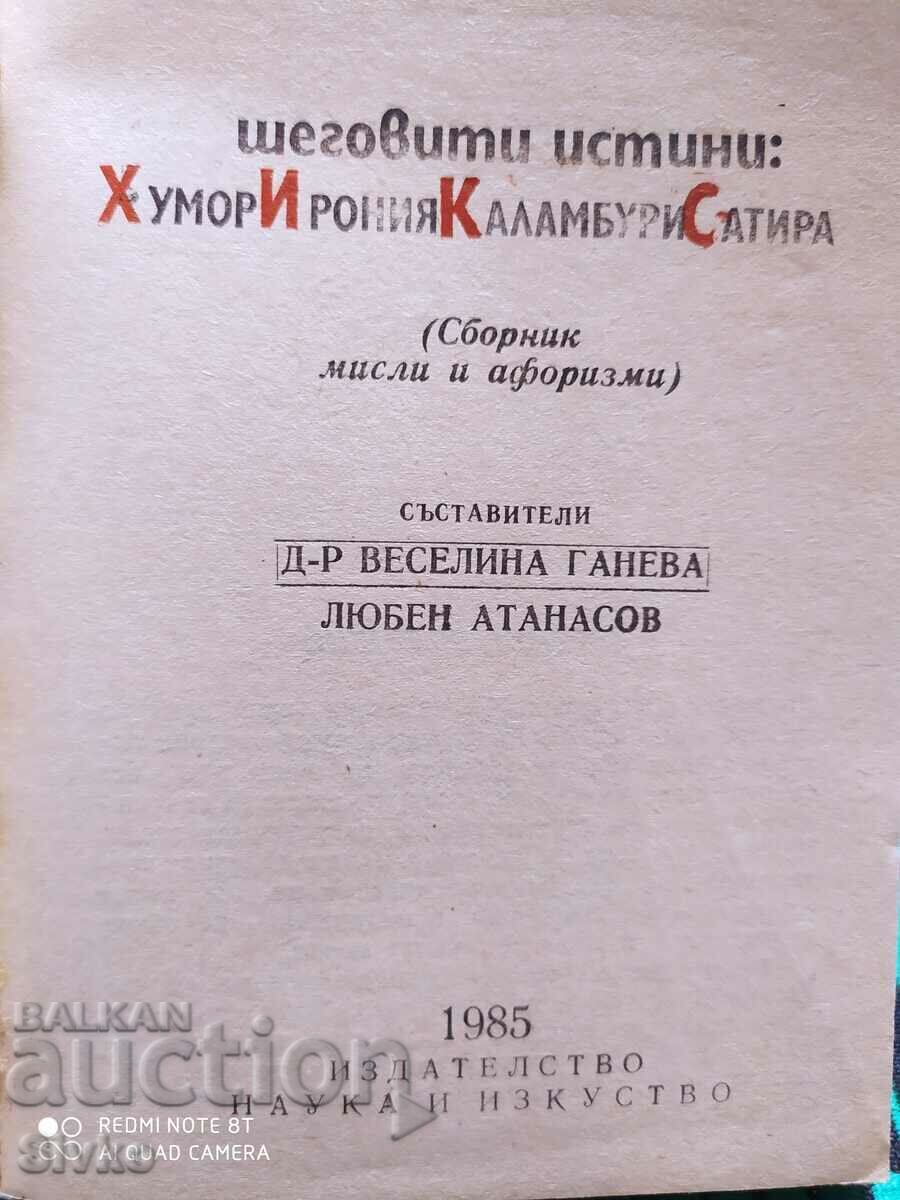 шеговити истини:
ХУМОРИРОНИЯКАЛАМБУРИСАТИРА
(Сборник
мисли и афоризми)
СЪСТАВИТЕЛИ
Д-Р ВЕСЕЛИНА ГАНЕВА
ЛЮБЕН АТАНАСОВ
1985
ИЗДАТЕЛСТВО
НАУКА И ИЗКУСТВО
BALKAN
auction
REDMI NOTE 8T
AI QUAD CAMERA
Sivko